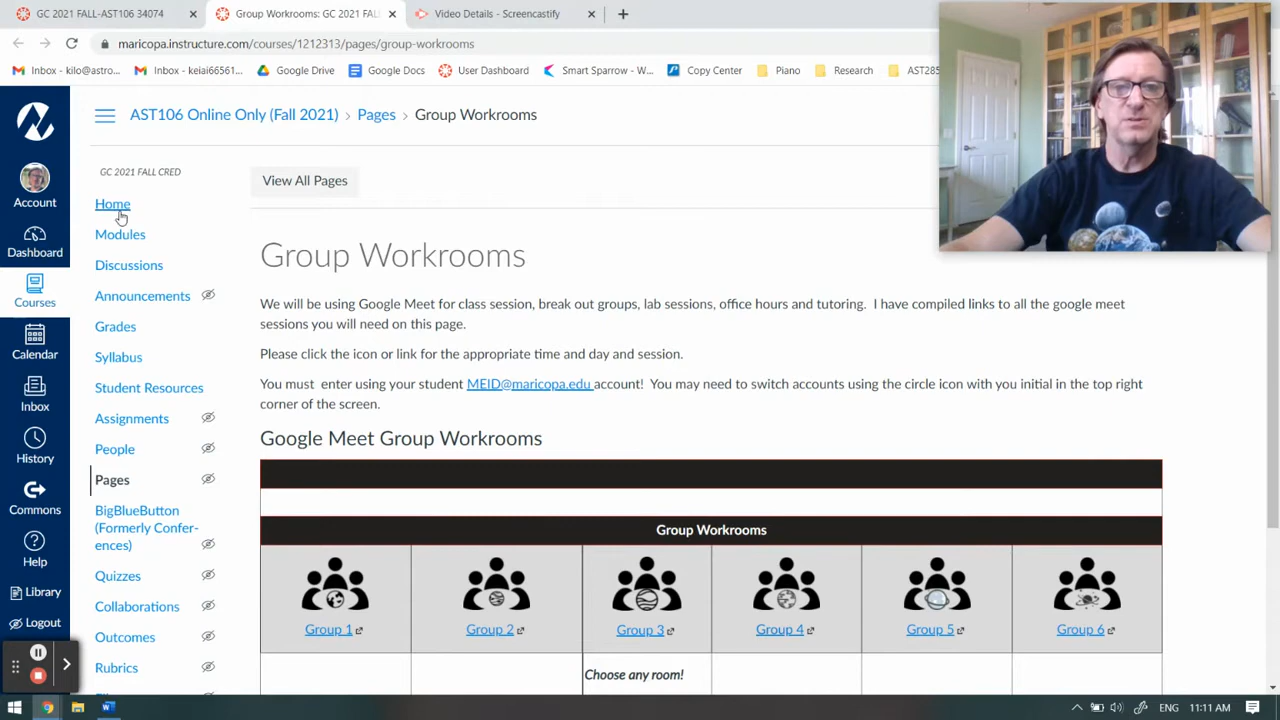 GC 2021 FALL-AST106 34074
Group Workrooms: GC 2021 FAL
Video Details - Screencastify
maricopa.instructure.com/courses/1212313/pages/group-workrooms
Inbox - kilo@astro...
Inbox - keiai66561...
Google Drive
Google Docs
User Dashboard
Smart Sparrow - W...
Copy Center
Piano
Research
AST285
AST106 Online Only (Fall 2021) › Pages › Group Workrooms
Account
Dashboard
Courses
Calendar
Inbox
History
Commons
Help
Library
Logout
GC 2021 FALL CRED
Home
Modules
Discussions
Announcements
Grades
Syllabus
Student Resources
Assignments
People
Pages
BigBlueButton
(Formerly Confer-
ences)
Quizzes
Collaborations
Outcomes
Rubrics
View All Pages
Group Workrooms
We will be using Google Meet for class session, break out groups, lab sessions, office hours and tutoring. I have compiled links to all the google meet
sessions you will need on this page.
Please click the icon or link for the appropriate time and day and session.
You must enter using your student MEID@maricopa.edu account! You may need to switch accounts using the circle icon with you initial in the top right
corner of the screen.
Google Meet Group Workrooms
Group Workrooms
Group 1
Group 2
Group 3
Group 4
Group 5
Group 6
Choose any room!
ENG
11:11 AM